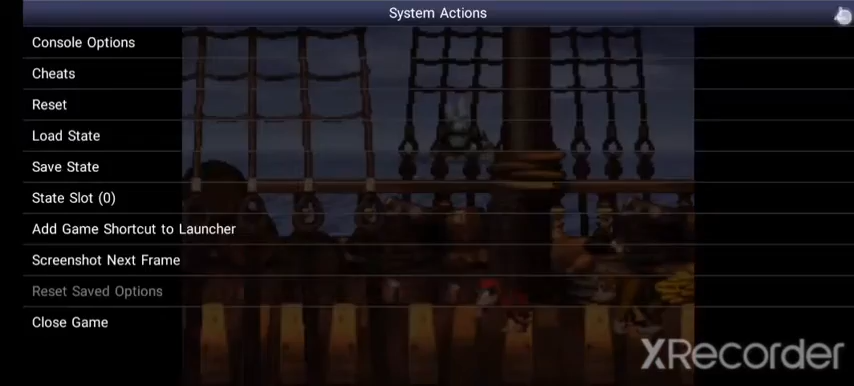 System Actions
Console Options
Cheats
Reset
Load State
Save State
State Slot (0)
Add Game Shortcut to Launcher
Screenshot Next Frame
Reset Saved Options
Close Game
XRecorder